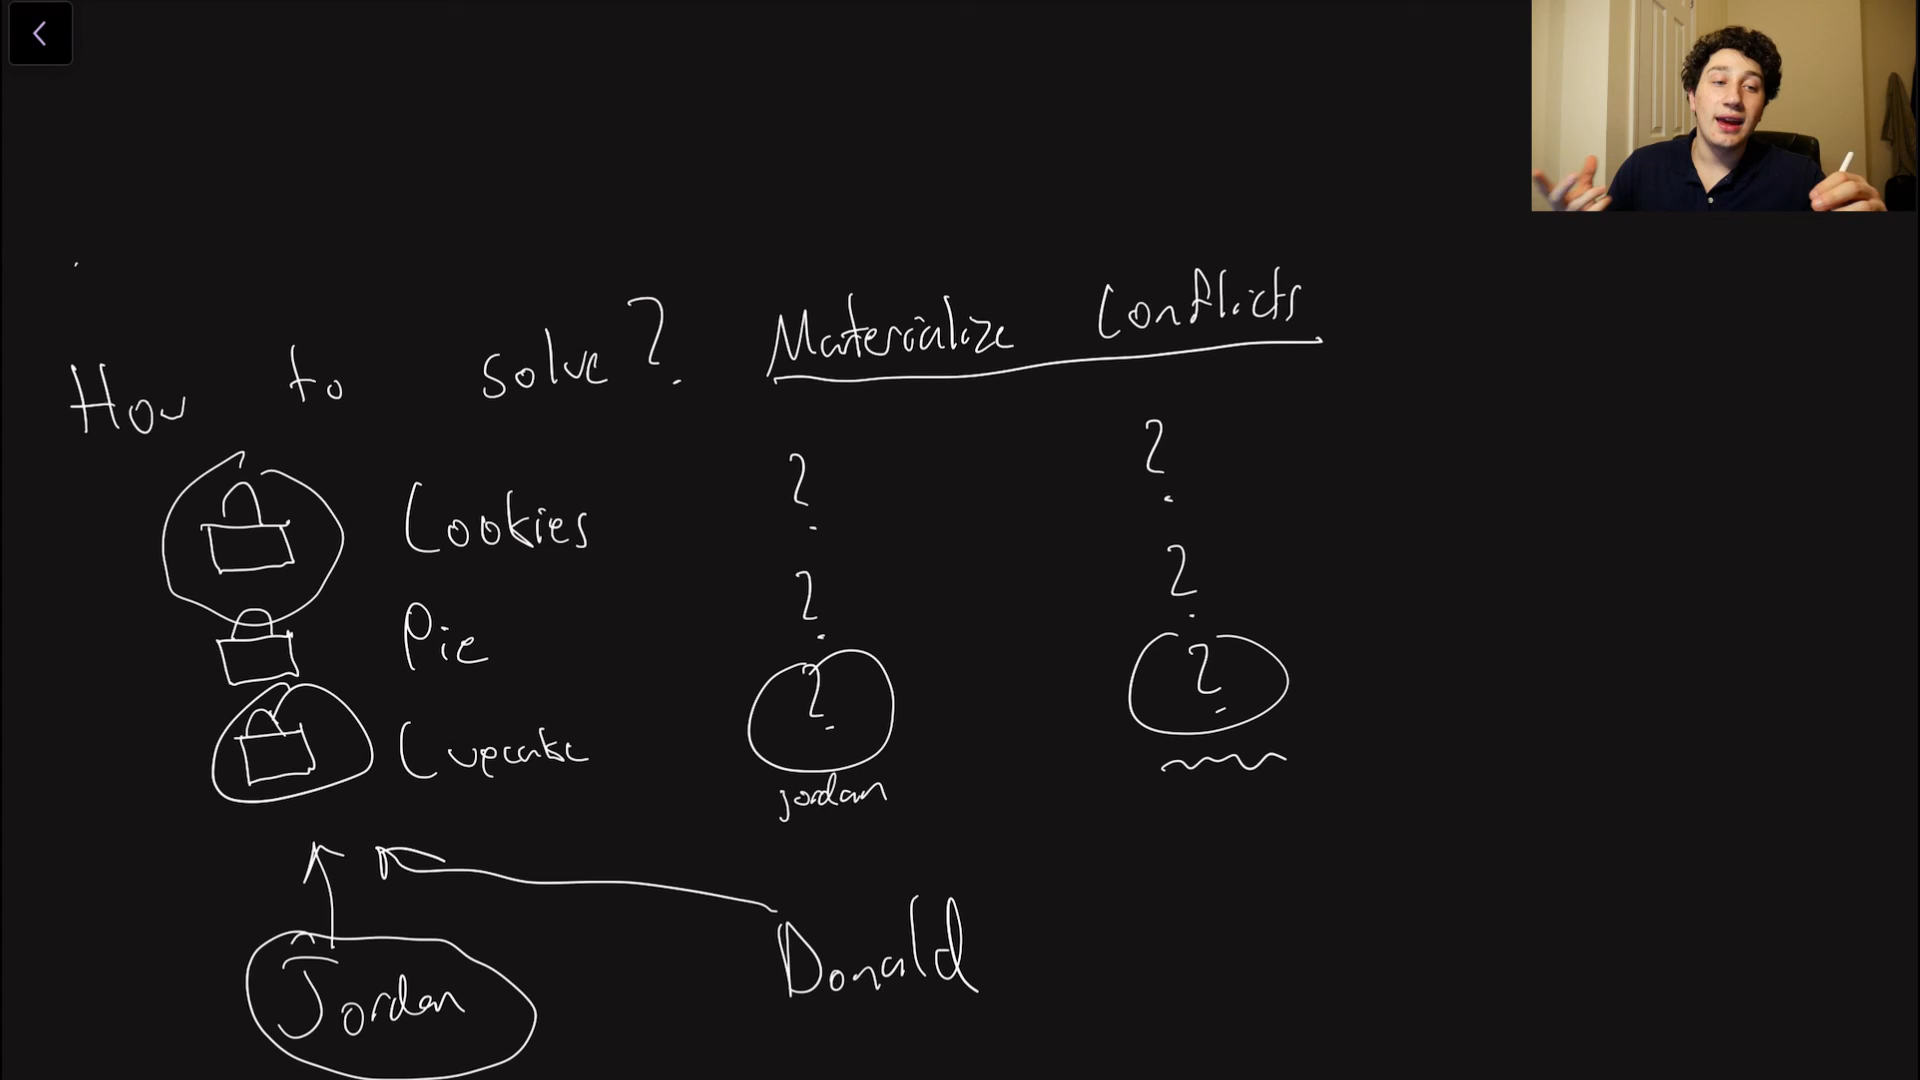 How to solve? Materialize Conflicts
Cookies ? ?
Pie ? ?
Cupcake ? ?
jordan
Jordan
Donald